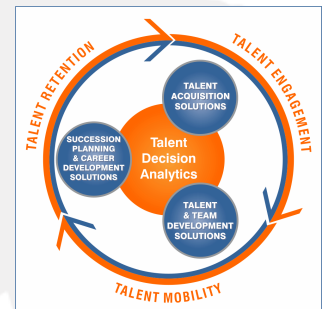 TALENT RETENTION
TALENT ENGAGEMENT
TALENT
ACQUISITION
SOLUTIONS
SUCCESSION
PLANNING
& CAREER
DEVELOPMENT
SOLUTIONS
Talent
Decision
Analytics
TALENT
& TEAM
DEVELOPMENT
SOLUTIONS
TALENT MOBILITY